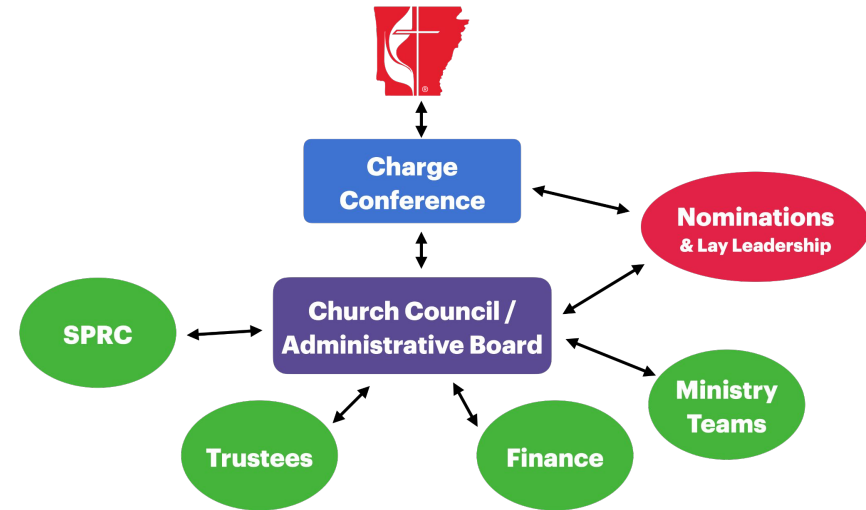 ®
Charge
Conference
Nominations
& Lay Leadership
Church Council /
Administrative Board
SPRC
Ministry
Teams
Trustees
Finance